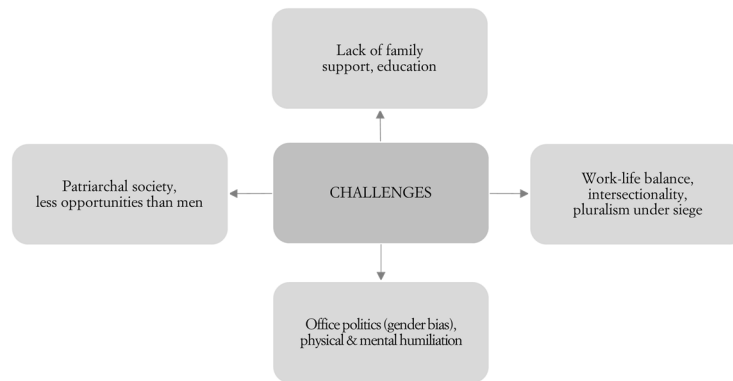 Lack of family
support, education
Patriarchal society,
less opportunities than men
CHALLENGES
Work-life balance,
intersectionality,
pluralism under siege
Office politics (gender bias),
physical & mental humiliation